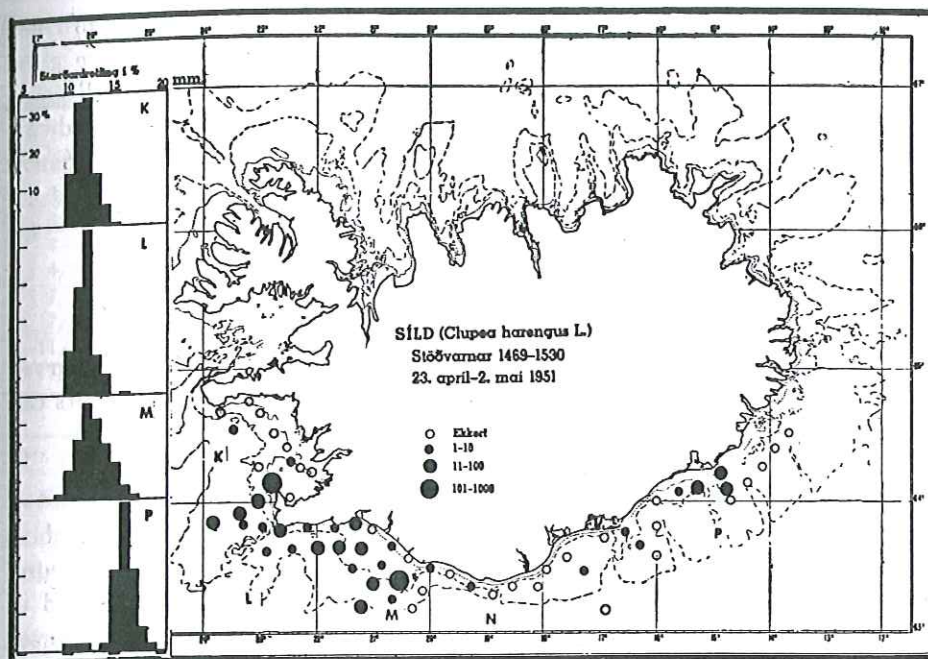 Stærðardreifing í %
5 10 15 20 mm.
K
30 %
20
10
L
M
P
SÍLD (Clupea harengus L.)
Stöðvarnar 1469–1530
23. apríl–2. maí 1951
Ekkert
1–10
11–100
101–1000
K
P
L
M
N